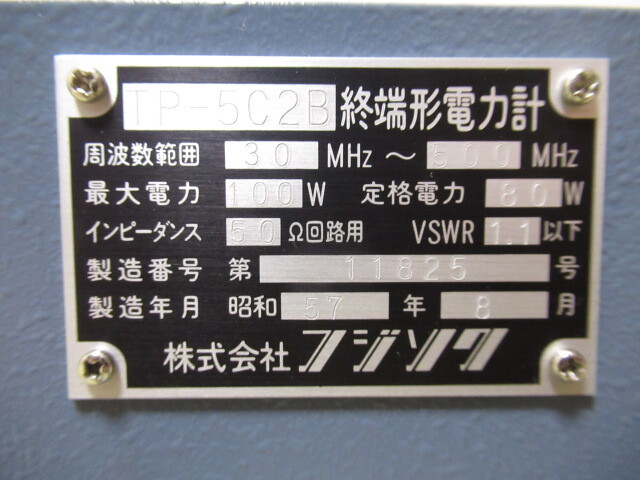 TP-5C2B 終端形電力計
周波数範囲 30 MHz ～ 500 MHz
最大電力 100 W 定格電力 80 W
インピーダンス 50 Ω回路用 VSWR 1.1 以下
製造番号 第 11825 号
製造年月 昭和 57 年 8 月
株式会社 フジソク